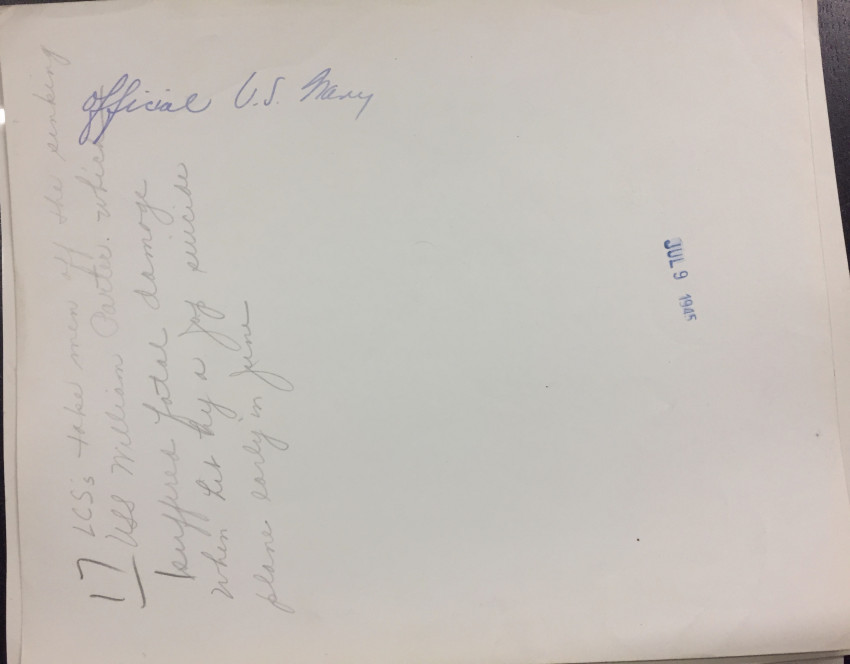 official U.S. Navy
17 LCS's take men off the sinking
USS William Porter. which
suffered fatal damage
when hit by a Jap suicide
plane early in June
JUL 9 1945